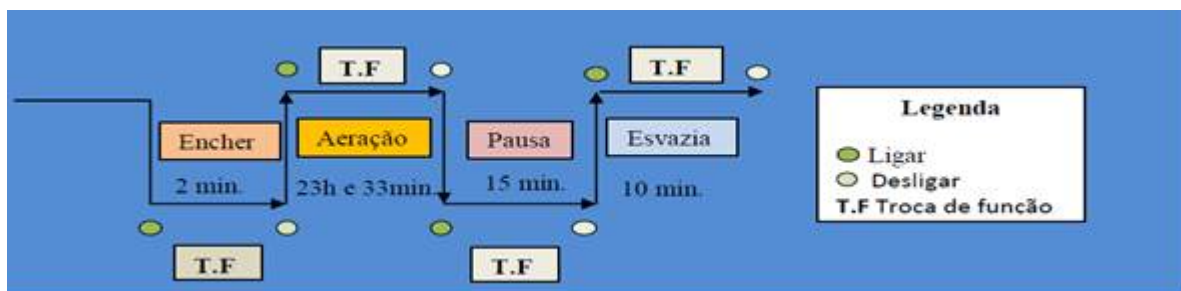 T.F
T.F
Encher
Aeração
Pausa
Esvazia
2 min.
23h e 33min.
15 min.
10 min.
T.F
T.F
Legenda
Ligar
Desligar
T.F Troca de função